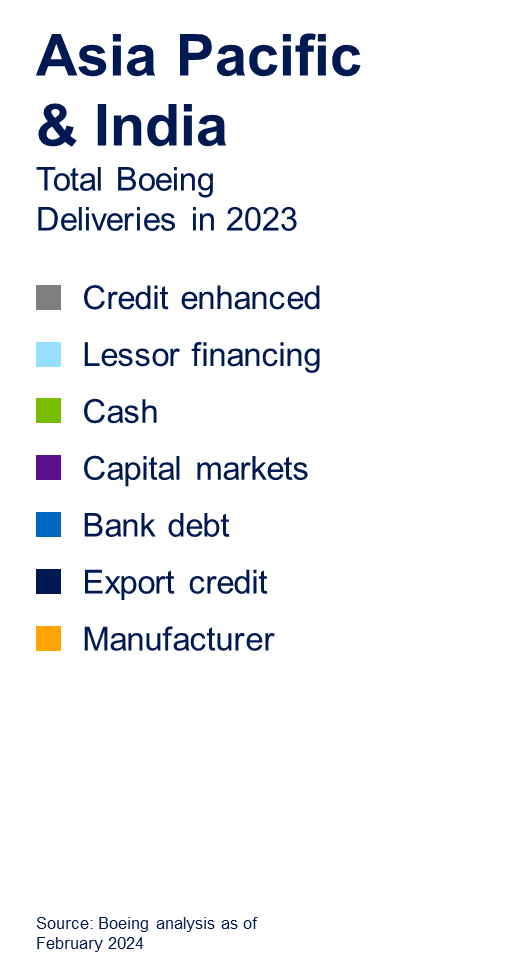 Asia Pacific
& India
Total Boeing
Deliveries in 2023
Credit enhanced
Lessor financing
Cash
Capital markets
Bank debt
Export credit
Manufacturer
Source: Boeing analysis as of
February 2024